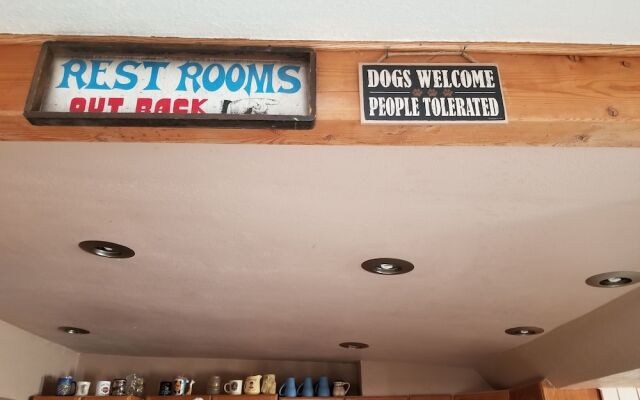 REST ROOMS
OUT BACK
DOGS WELCOME
PEOPLE TOLERATED